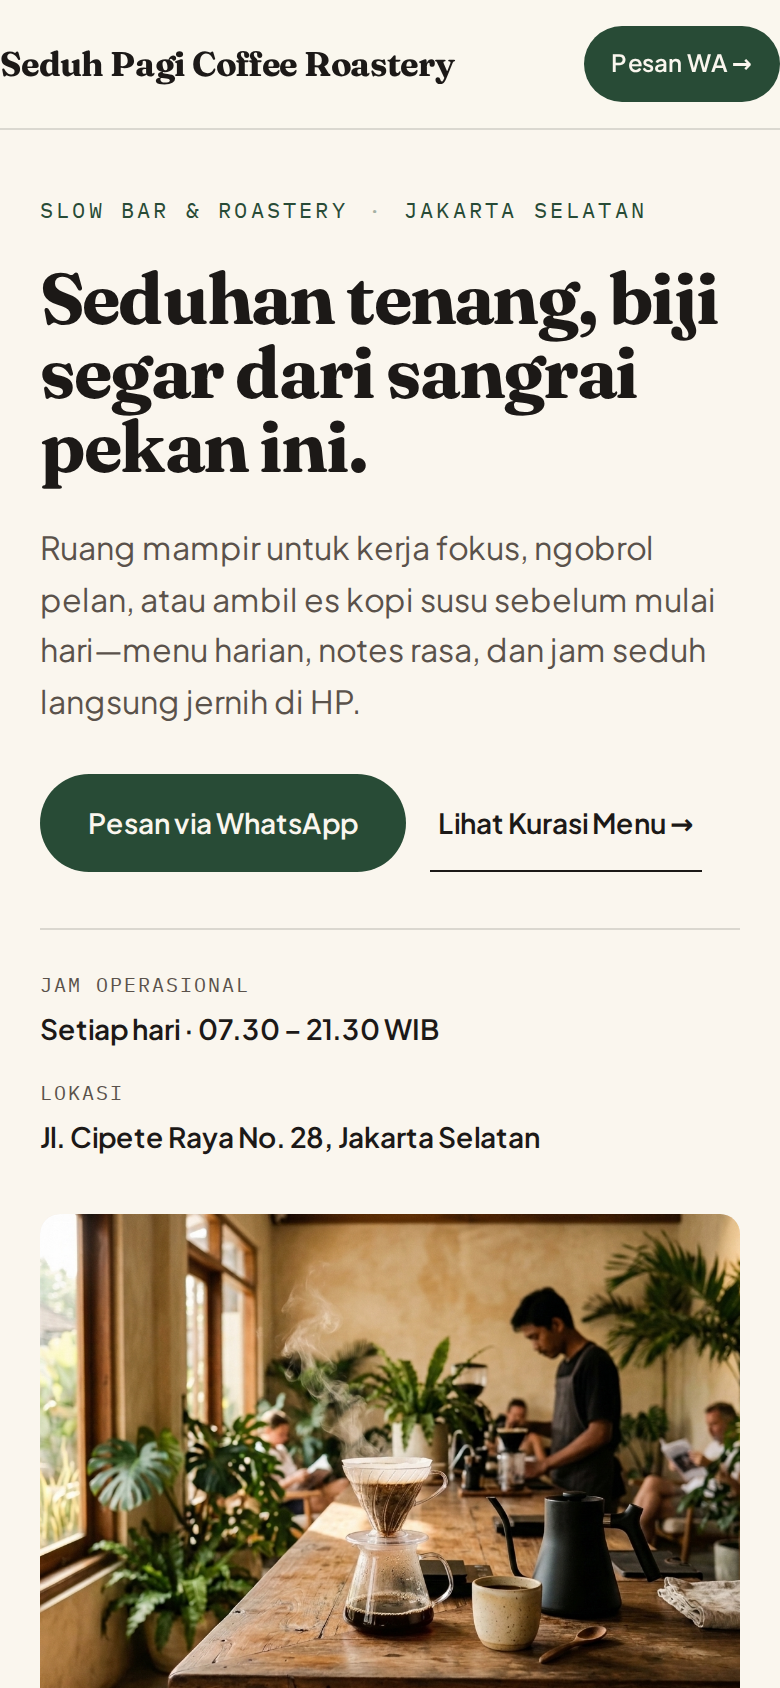 Seduh Pagi Coffee Roastery
Pesan WA →
SLOW BAR & ROASTERY · JAKARTA SELATAN
Seduhan tenang, biji
segar dari sangrai
pekan ini.
Ruang mampir untuk kerja fokus, ngobrol
pelan, atau ambil es kopi susu sebelum mulai
hari—menu harian, notes rasa, dan jam seduh
langsung jernih di HP.
Pesan via WhatsApp
Lihat Kurasi Menu →
JAM OPERASIONAL
Setiap hari · 07.30 – 21.30 WIB
LOKASI
Jl. Cipete Raya No. 28, Jakarta Selatan